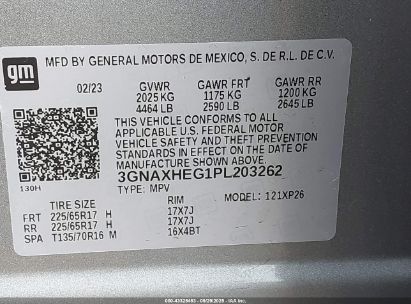 gm
MFD BY GENERAL MOTORS DE MEXICO, S. DE R.L. DE C.V.
02/23 GVWR GAWR FRT GAWR RR
2025 KG 1175 KG 1200 KG
4464 LB 2590 LB 2645 LB
THIS VEHICLE CONFORMS TO ALL
APPLICABLE U.S. FEDERAL MOTOR
VEHICLE SAFETY AND THEFT PREVENTION
STANDARDS IN EFFECT ON THE DATE OF
MANUFACTURE SHOWN ABOVE.
3GNAXHEG1PL203262
130H TYPE: MPV MODEL: 121XP26
TIRE SIZE RIM
FRT 225/65R17 H 17X7J
RR 225/65R17 H 17X7J
SPA T135/70R16 M 16X4BT